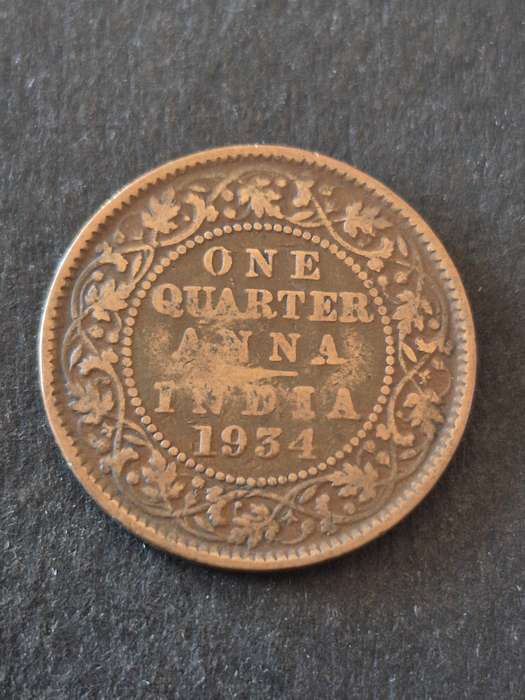 ONE
QUARTER
ANNA
INDIA
1934